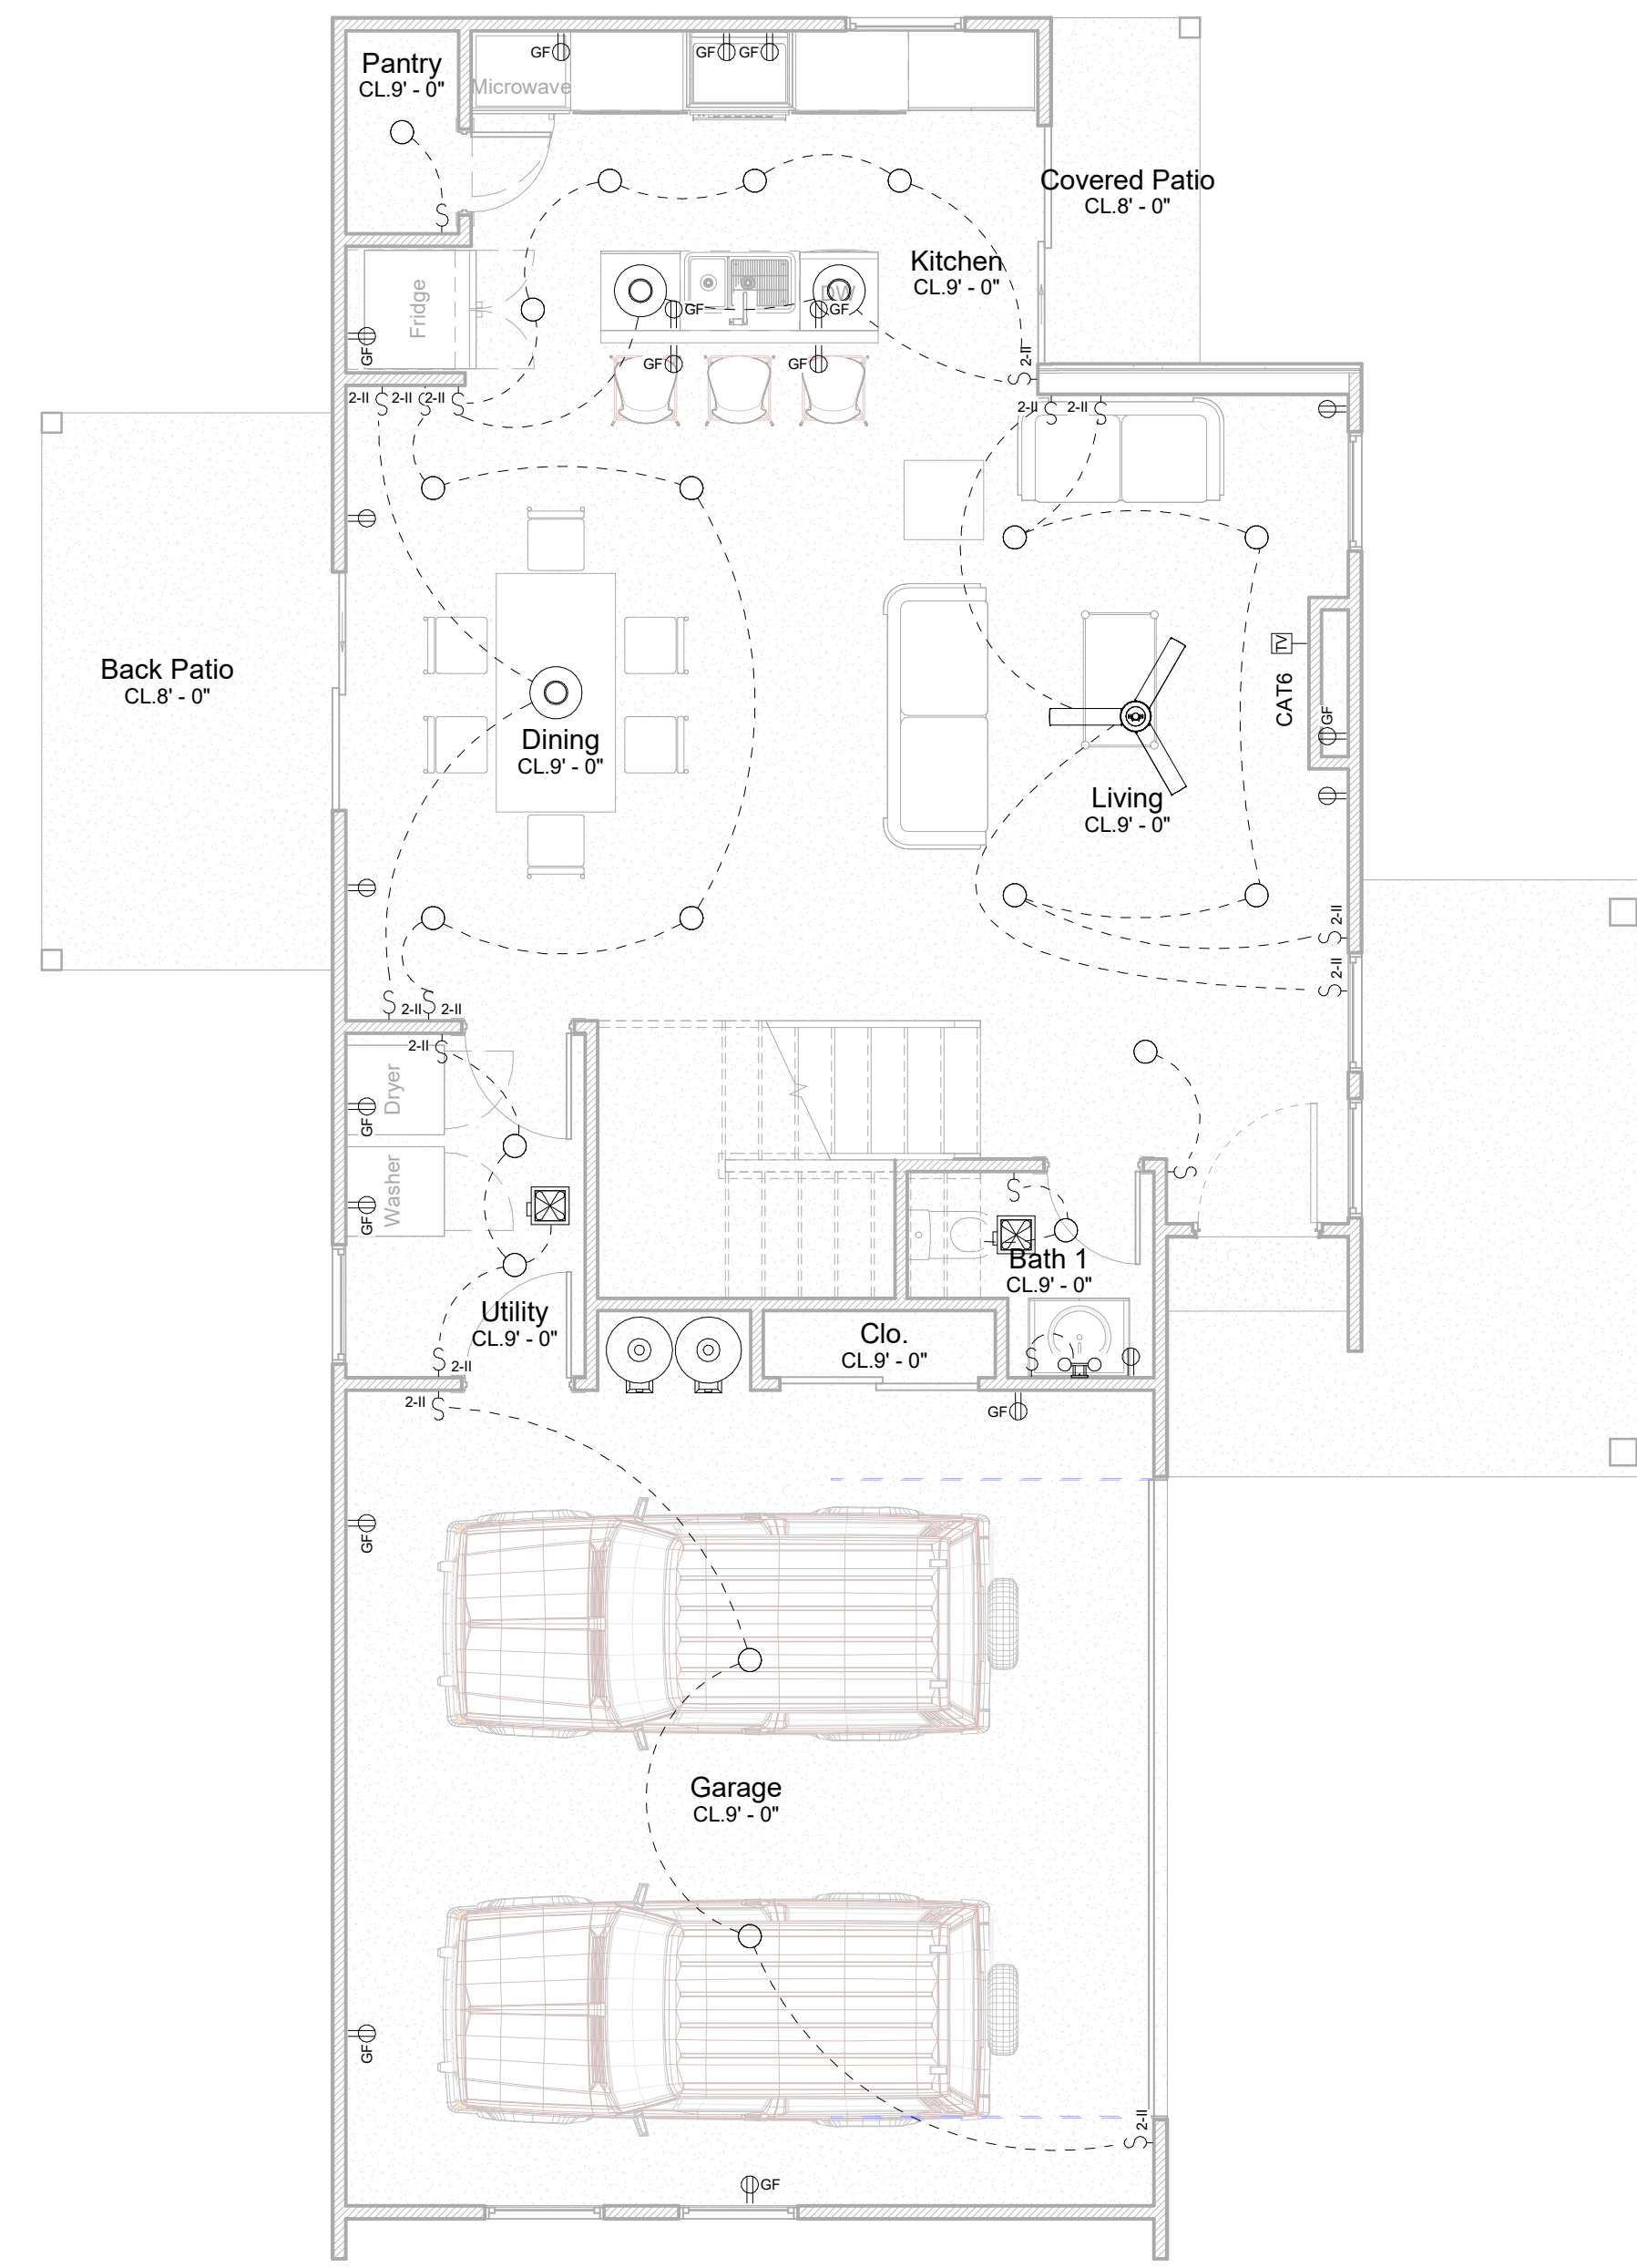 GF
GF
GF
Pantry
CL.9' - 0"
Microwave
Covered Patio
CL.8' - 0"
Kitchen
CL.9' - 0"
Fridge
DW
GF
GF
GF
GF
GF
2-II
2-II
2-II
2-II
2-II
2-II
Back Patio
CL.8' - 0"
TV
CAT6
GF
Dining
CL.9' - 0"
Living
CL.9' - 0"
2-II
2-II
2-II
2-II
2-II
Dryer
GF
Washer
GF
Bath 1
CL.9' - 0"
Utility
CL.9' - 0"
Clo.
CL.9' - 0"
2-II
2-II
GF
GF
Garage
CL.9' - 0"
GF
2-II
GF